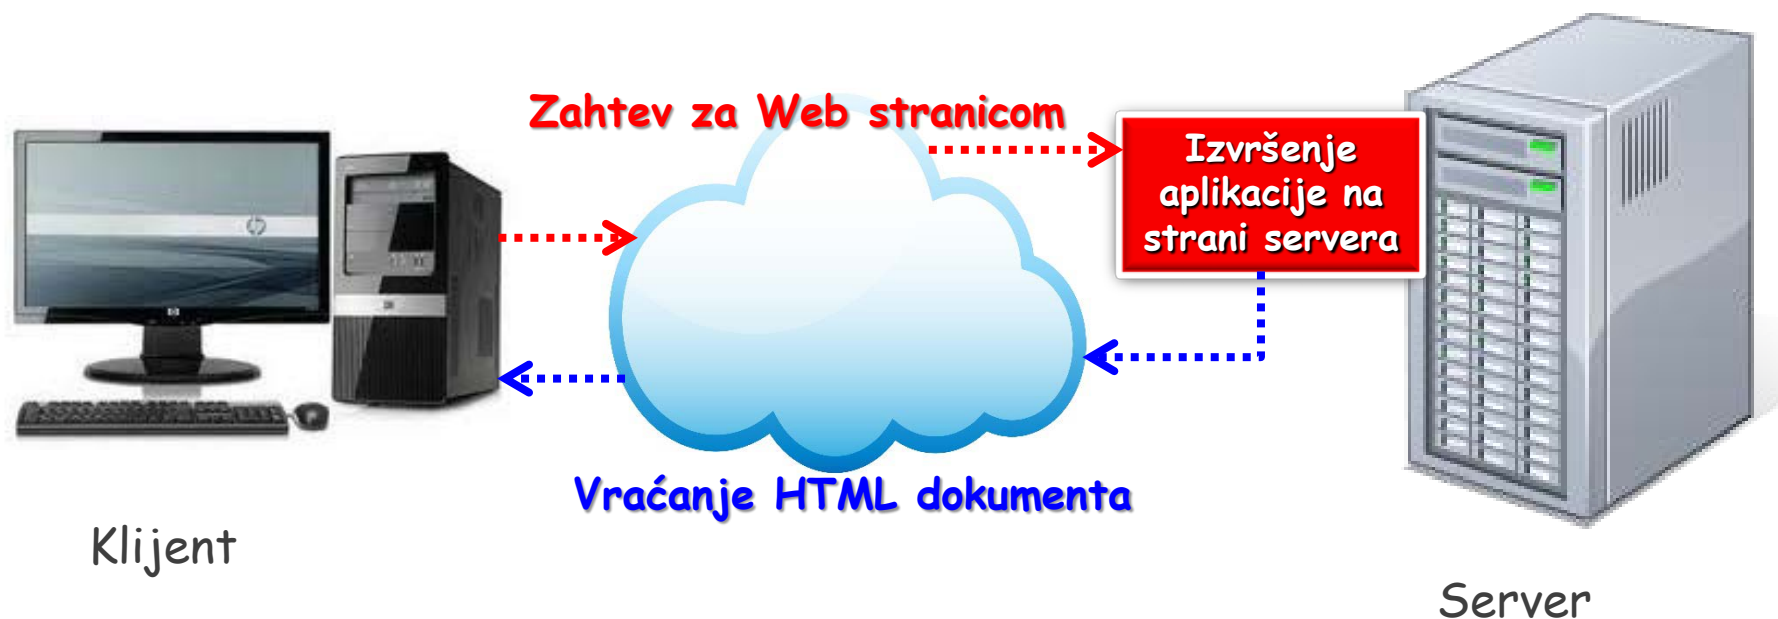 Zahtev za Web stranicom
Izvršenje
aplikacije na
strani servera
Vraćanje HTML dokumenta
Klijent
Server